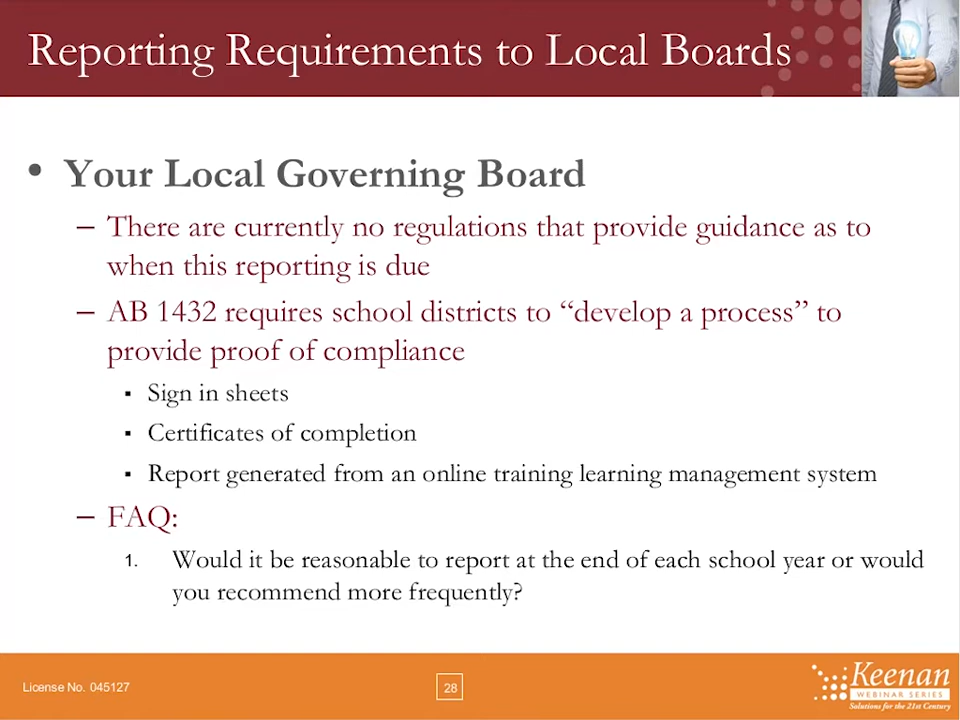 Reporting Requirements to Local Boards
• Your Local Governing Board
– There are currently no regulations that provide guidance as to
when this reporting is due
– AB 1432 requires school districts to “develop a process” to
provide proof of compliance
▪ Sign in sheets
▪ Certificates of completion
▪ Report generated from an online training learning management system
– FAQ:
1. Would it be reasonable to report at the end of each school year or would
you recommend more frequently?
License No. 045127
28
Keenan
WEBINAR SERIES
Solutions for the 21st Century